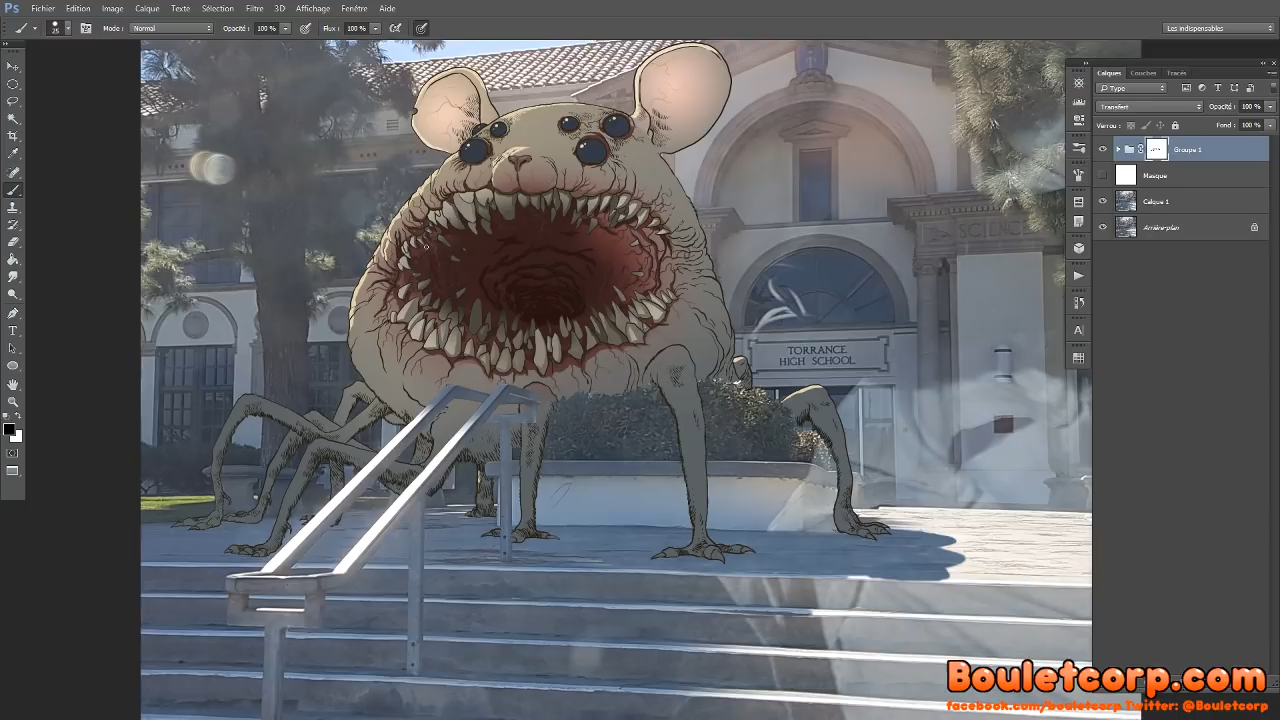 Ps Fichier Edition Image Calque Texte Sélection Filtre 3D Affichage Fenêtre Aide
25 Mode : Normal Opacité : 100 % Flux : 100 % Les indispensables
Calques Couches Tracés
Type
Transfert Opacité : 100 %
Verrou : Fond : 100 %
Groupe 1
Masque
Calque 1
Arrière-plan
SCIENCE
TORRANCE
HIGH SCHOOL
Bouletcorp.com
facebook.com/bouletcorp Twitter: @Bouletcorp